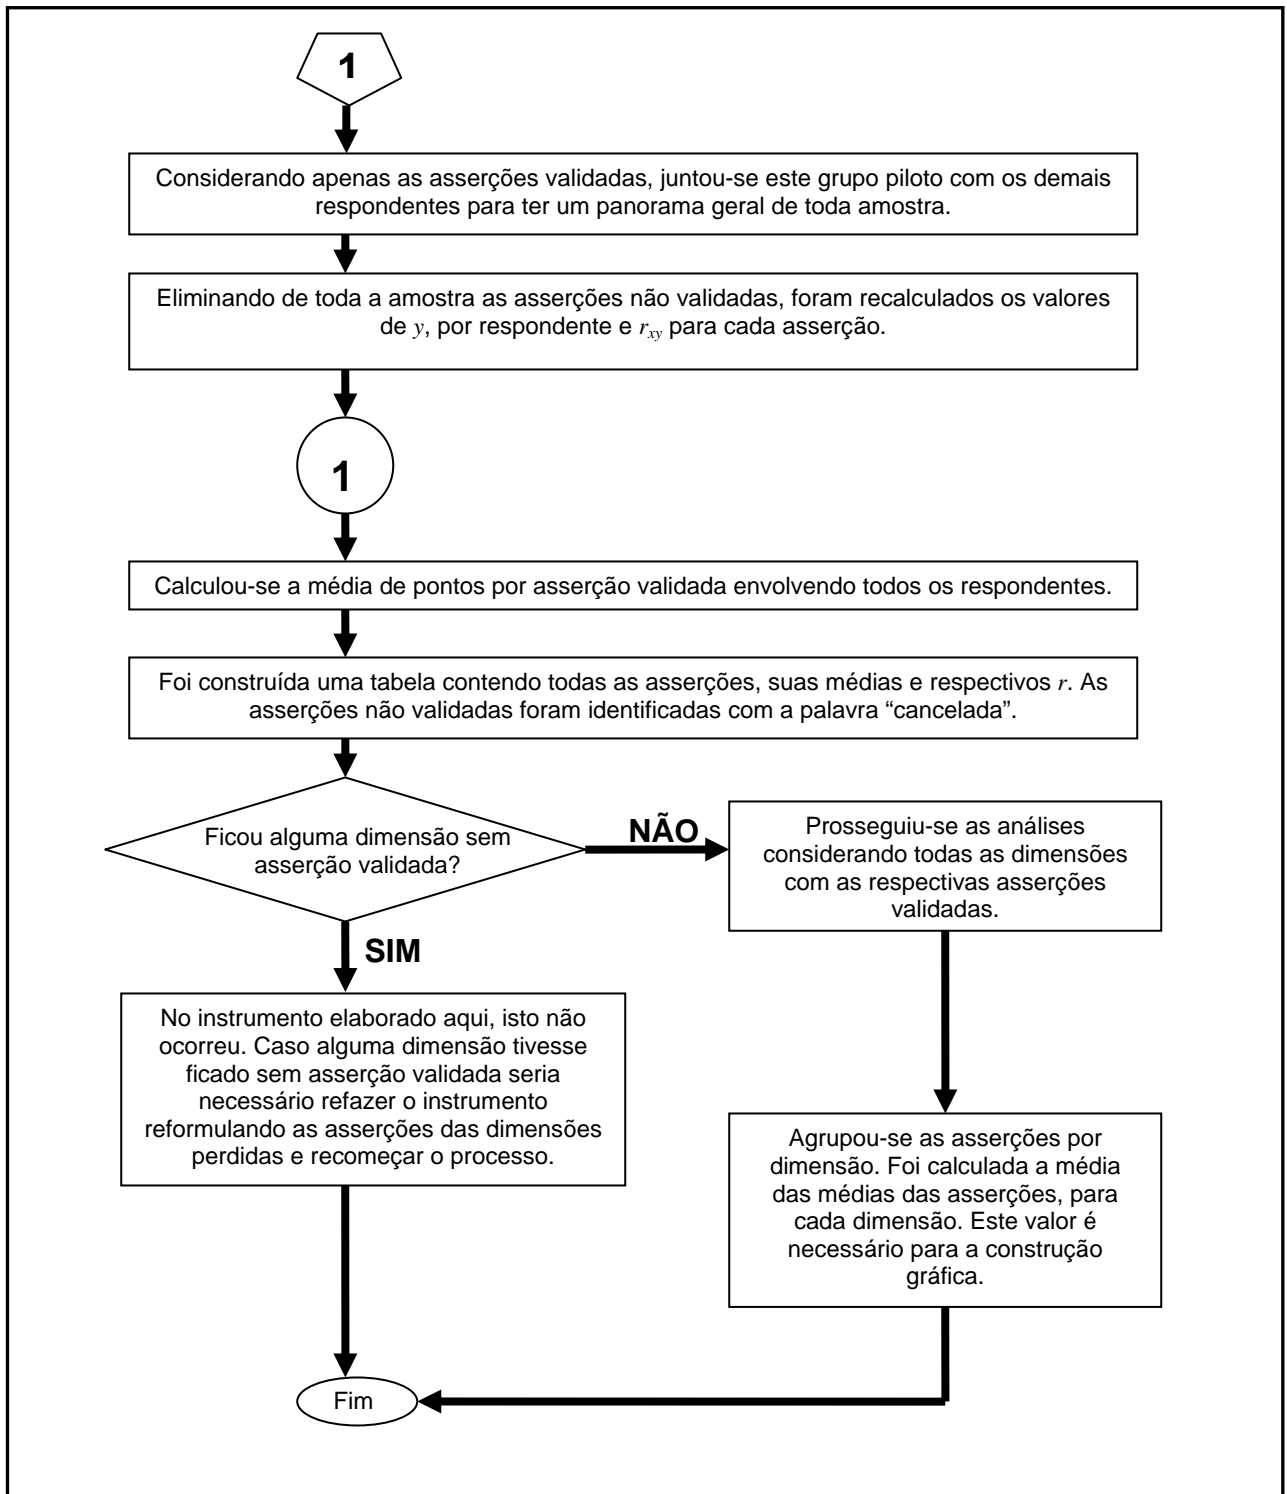 1
Considerando apenas as asserções validadas, juntou-se este grupo piloto com os demais
respondentes para ter um panorama geral de toda amostra.
Eliminando de toda a amostra as asserções não validadas, foram recalculados os valores
de y, por respondente e rxy para cada asserção.
1
Calculou-se a média de pontos por asserção validada envolvendo todos os respondentes.
Foi construída uma tabela contendo todas as asserções, suas médias e respectivos r. As
asserções não validadas foram identificadas com a palavra “cancelada”.
Ficou alguma dimensão sem
asserção validada?
NÃO
Prosseguiu-se as análises
considerando todas as dimensões
com as respectivas asserções
validadas.
SIM
No instrumento elaborado aqui, isto não
ocorreu. Caso alguma dimensão tivesse
ficado sem asserção validada seria
necessário refazer o instrumento
reformulando as asserções das dimensões
perdidas e recomeçar o processo.
Agrupou-se as asserções por
dimensão. Foi calculada a média
das médias das asserções, para
cada dimensão. Este valor é
necessário para a construção
gráfica.
Fim